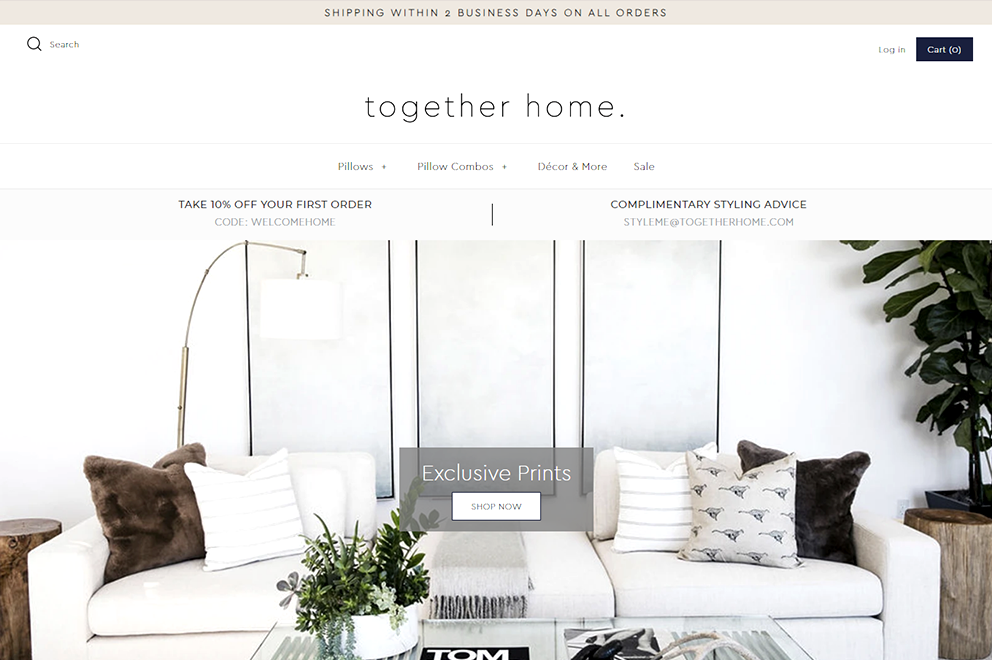 SHIPPING WITHIN 2 BUSINESS DAYS ON ALL ORDERS
Search
Log in
Cart (0)
together home.
Pillows + Pillow Combos + Décor & More Sale
TAKE 10% OFF YOUR FIRST ORDER
CODE: WELCOMEHOME
COMPLIMENTARY STYLING ADVICE
STYLEME@TOGETHERHOME.COM
Exclusive Prints
SHOP NOW
TOM